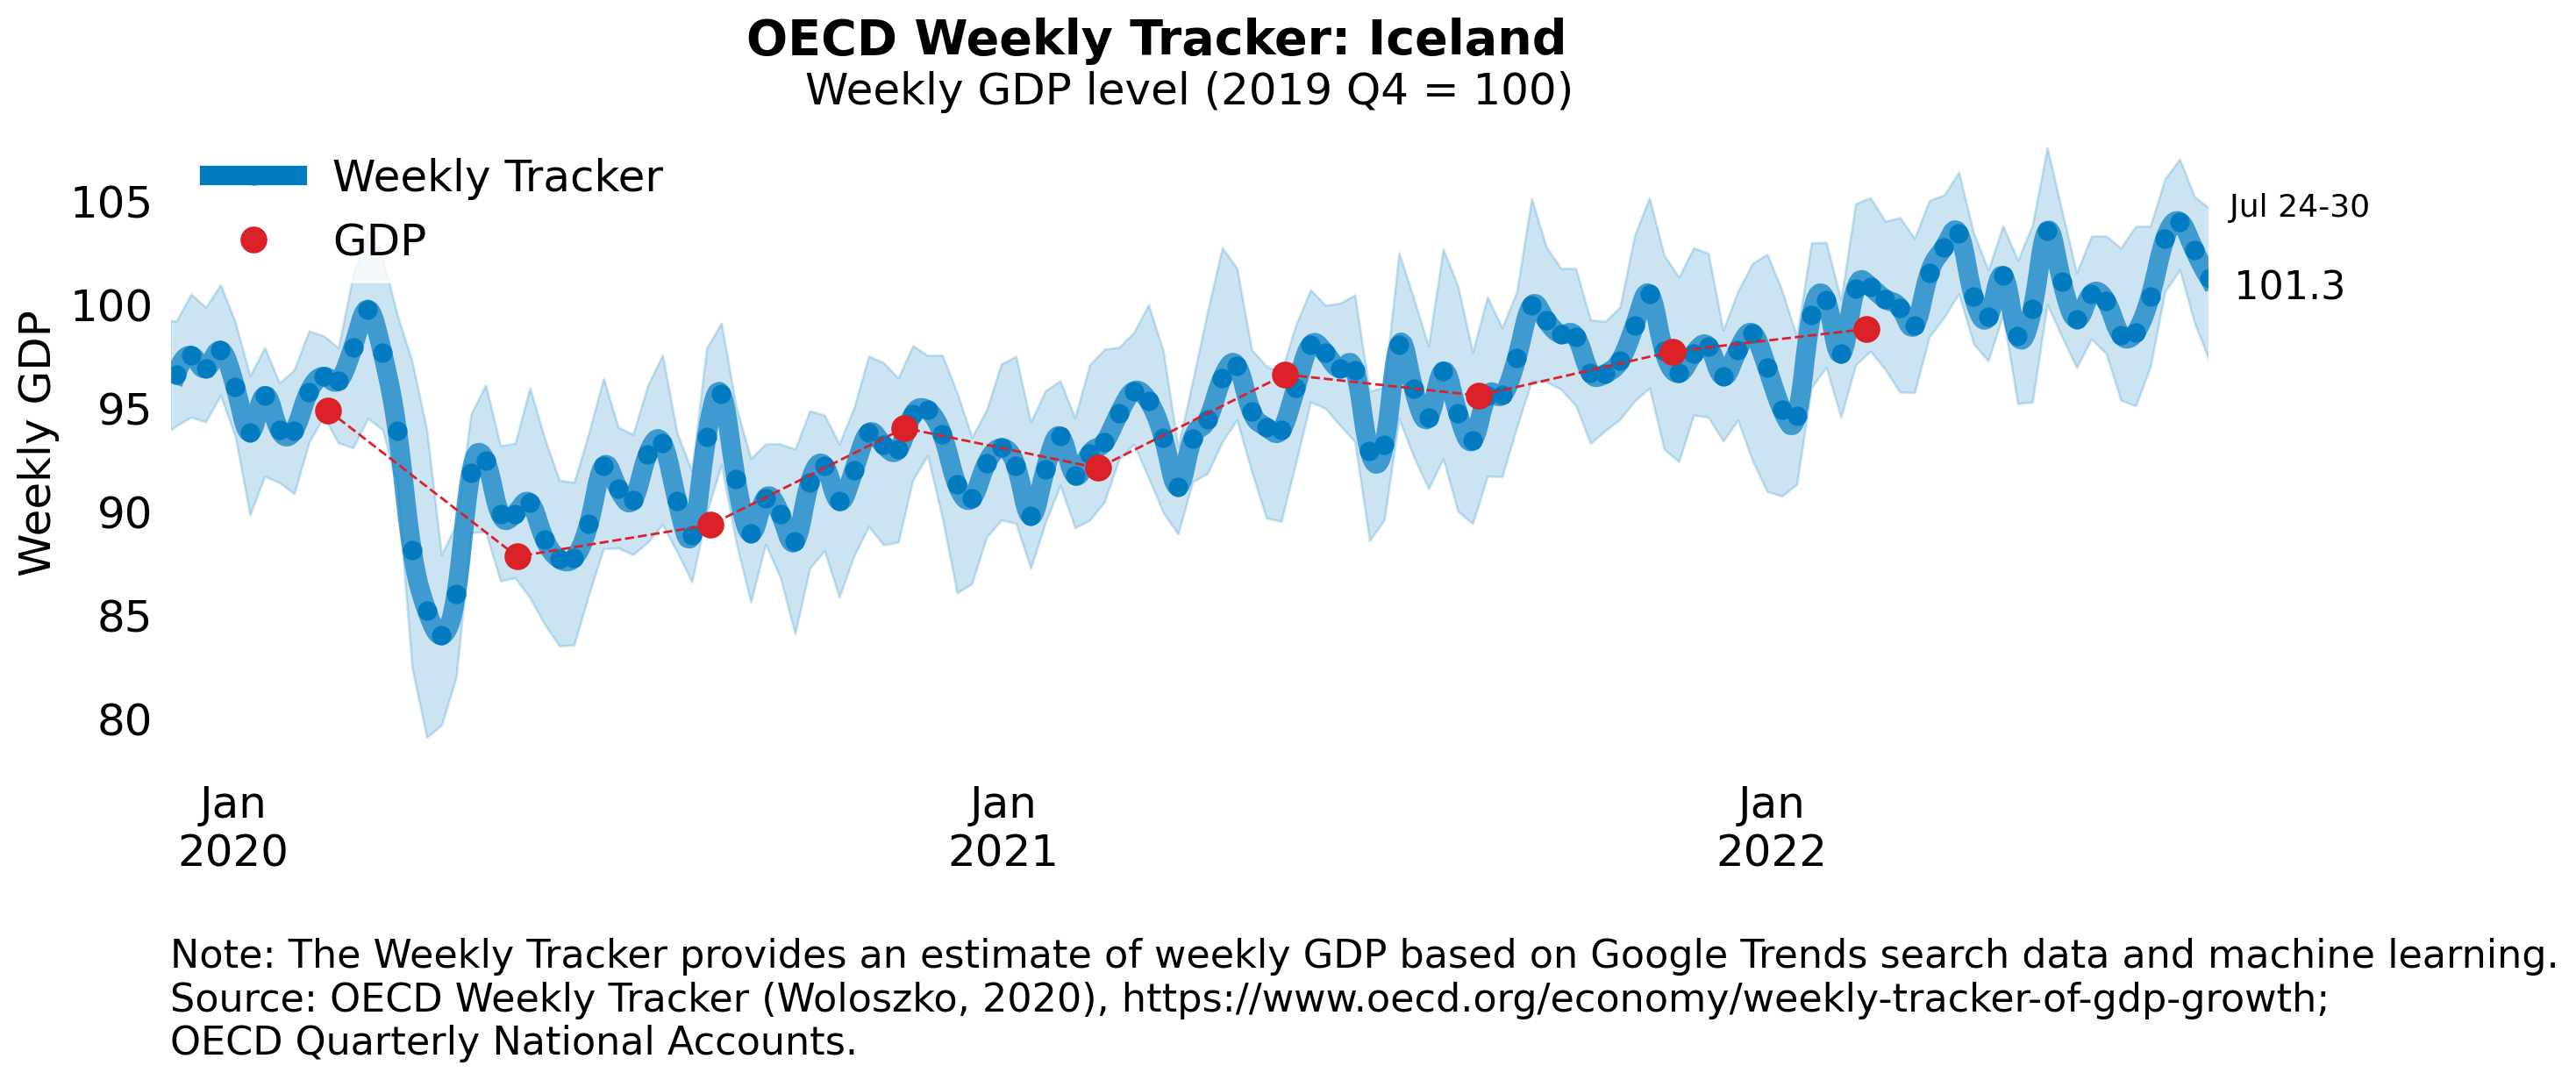 OECD Weekly Tracker: Iceland
Weekly GDP level (2019 Q4 = 100)
Weekly Tracker
GDP
Weekly GDP
105
100
95
90
85
80
Jul 24-30
101.3
Jan
2020
Jan
2021
Jan
2022
Note: The Weekly Tracker provides an estimate of weekly GDP based on Google Trends search data and machine learning.
Source: OECD Weekly Tracker (Woloszko, 2020), https://www.oecd.org/economy/weekly-tracker-of-gdp-growth;
OECD Quarterly National Accounts.